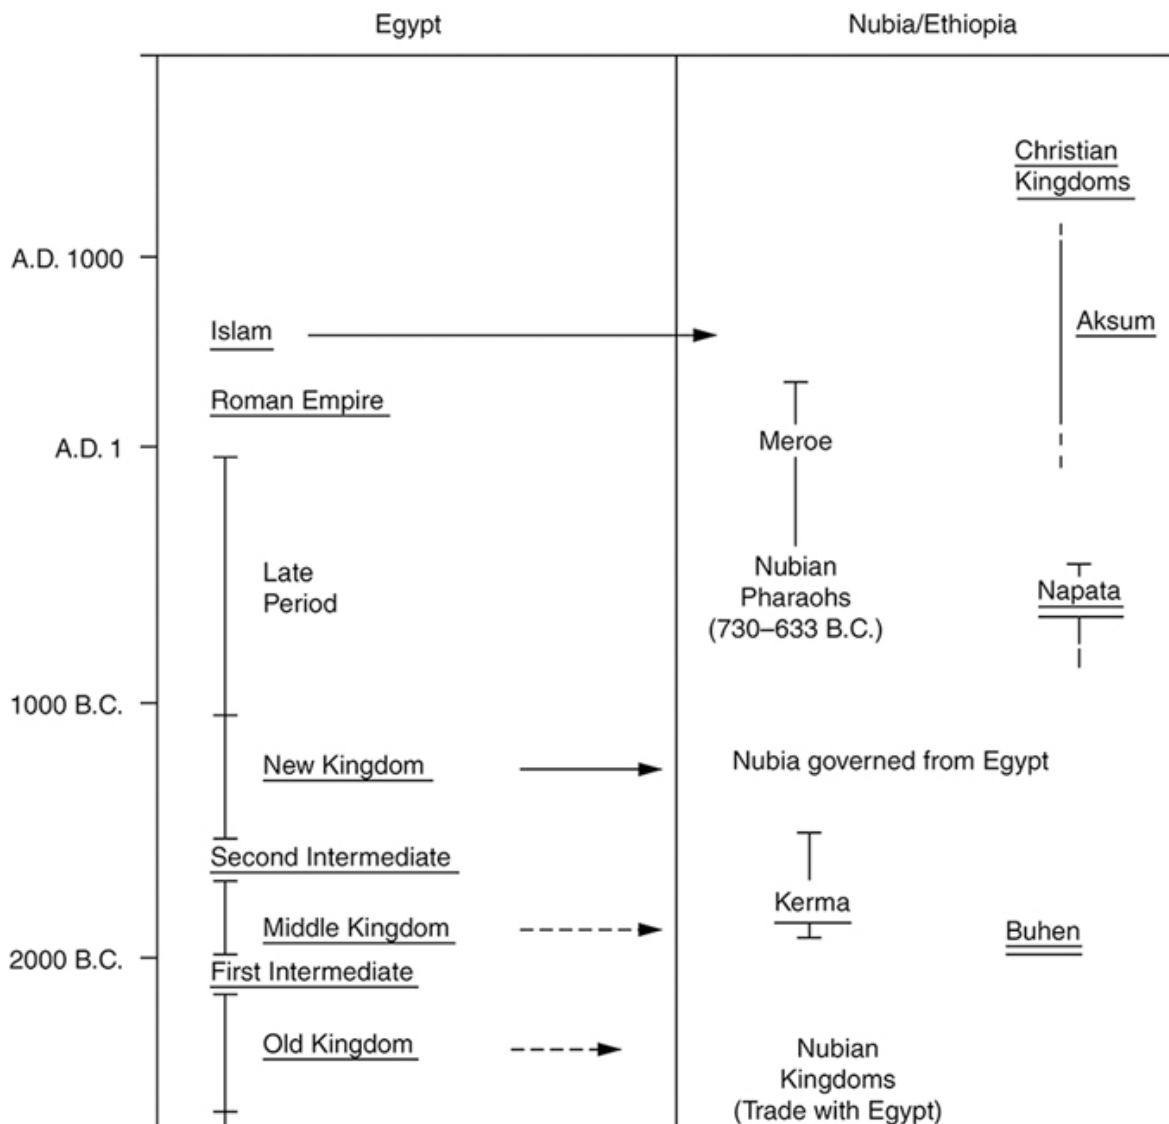 Egypt
Nubia/Ethiopia
Christian
Kingdoms
A.D. 1000
Islam
Aksum
Roman Empire
A.D. 1
Meroe
Late
Period
Nubian
Pharaohs
(730–633 B.C.)
Napata
1000 B.C.
New Kingdom
Nubia governed from Egypt
Second Intermediate
Kerma
Middle Kingdom
Buhen
2000 B.C.
First Intermediate
Old Kingdom
Nubian
Kingdoms
(Trade with Egypt)